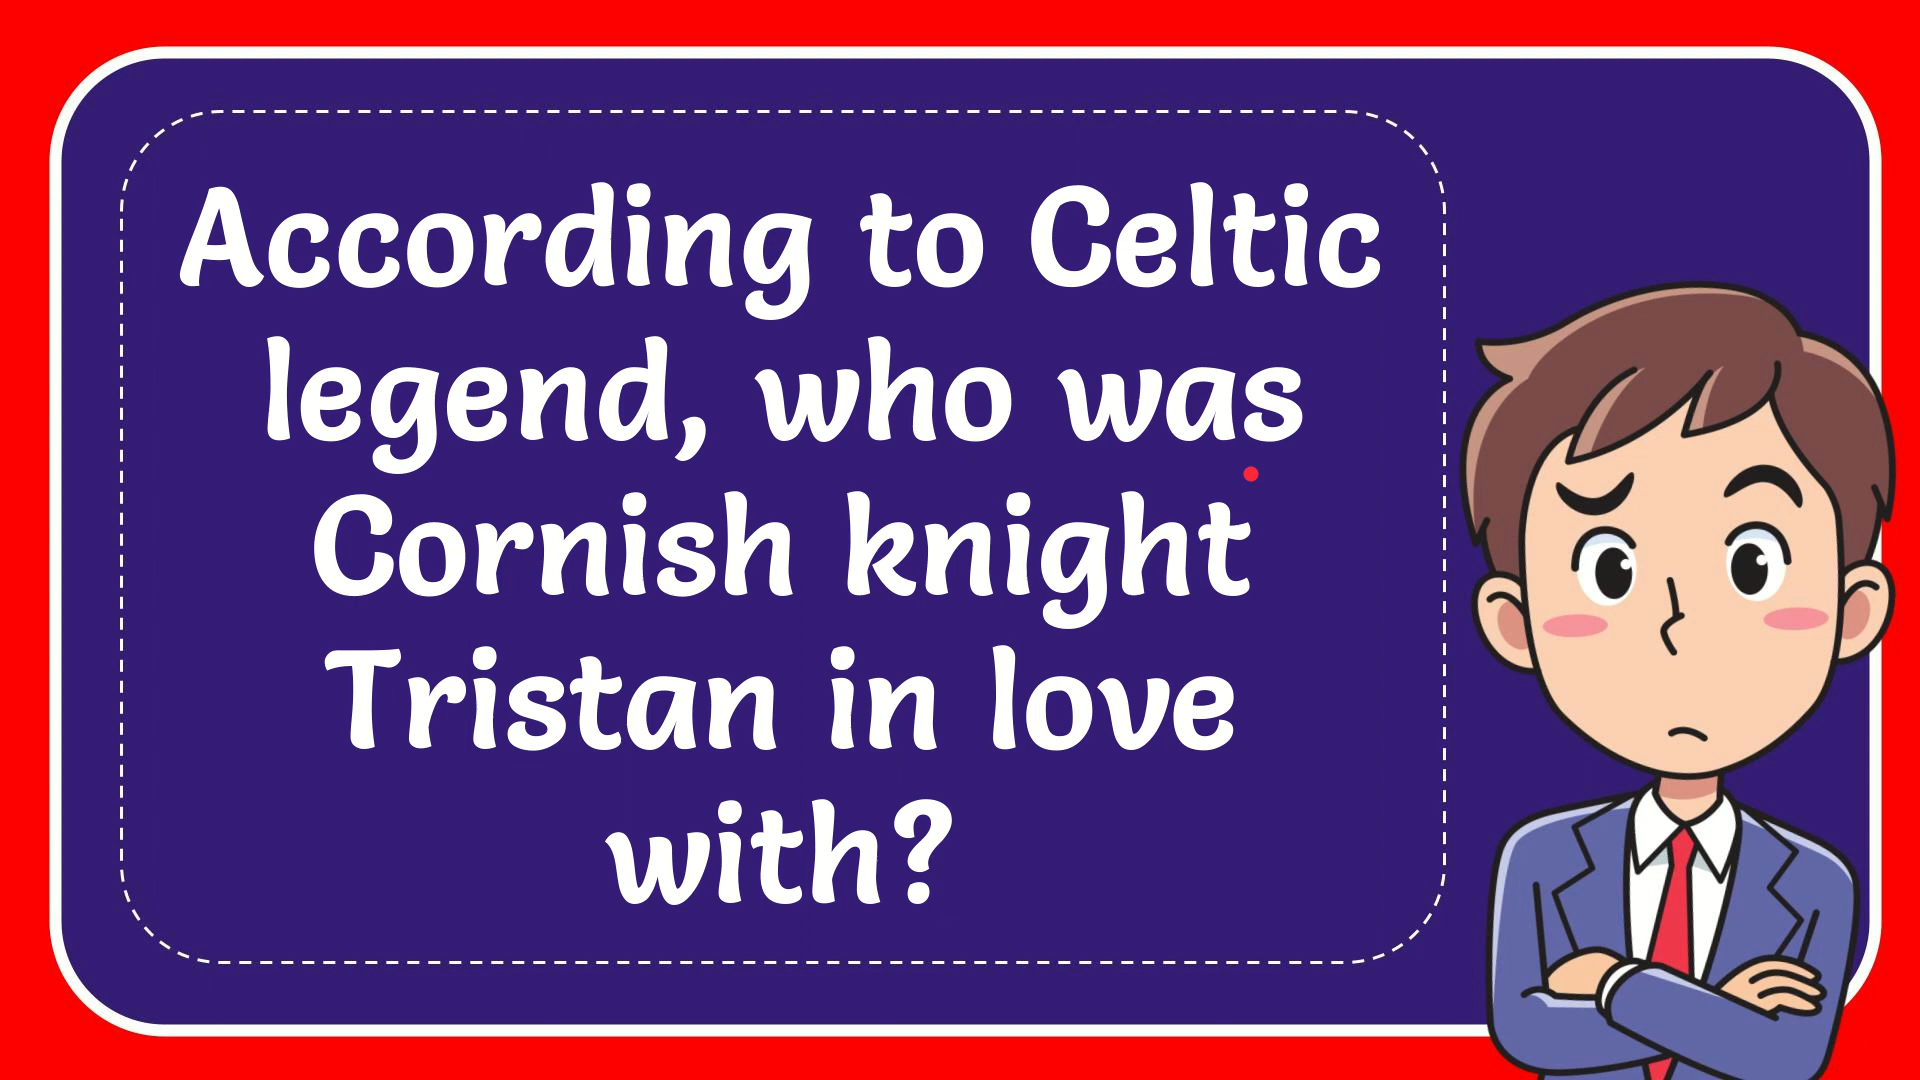 According to Celtic
legend, who was
Cornish knight
Tristan in love
with?